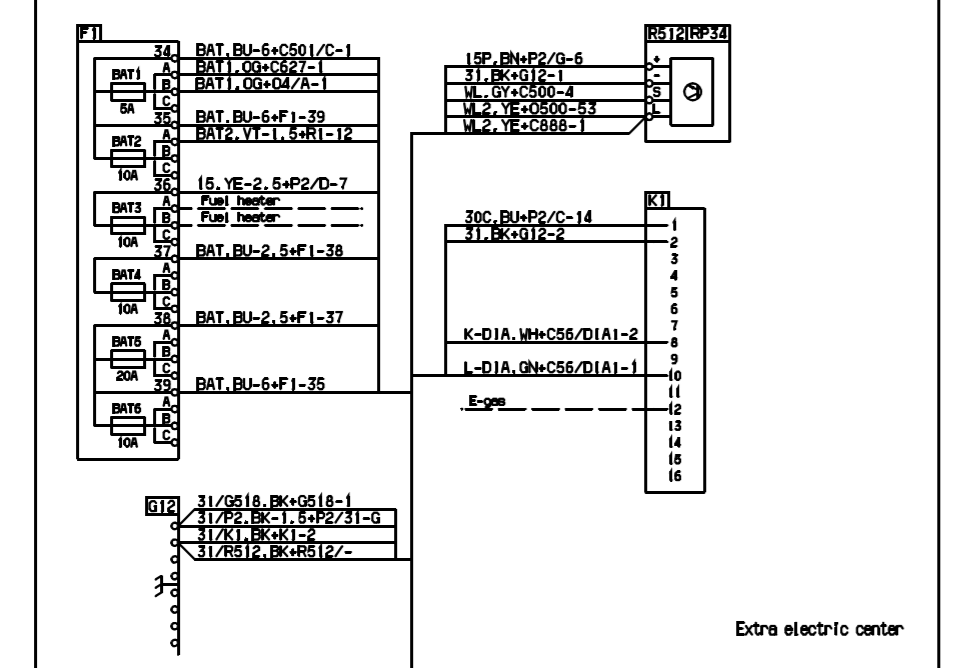 F1
34 BAT,BU-6+C501/C-1
A BAT1,OG+C627-1
BAT1
B BAT1,OG+O4/A-1
C
5A
35 BAT,BU-6+F1-39
A BAT2,VT-1.5+R1-12
BAT2
B
C
10A
36 15,YE-2.5+P2/D-7
A Fuel heater
BAT3
B Fuel heater
C
10A
37 BAT,BU-2.5+F1-38
A
BAT4
B
C
10A
38 BAT,BU-2.5+F1-37
A
BAT5
B
C
20A
39 BAT,BU-6+F1-35
A
BAT6
B
C
10A
G12
31/G518,BK+G518-1
31/P2,BK-1.5+P2/31-G
31/K1,BK+K1-2
31/R512,BK+R512/-
R512 RP34
15P,BN+P2/G-6 +
31,BK+G12-1 -
WL,GY+C500-4 S
WL2,YE+O500-53 L
WL2,YE+C888-1
K1
30C,BU+P2/C-14 1
31,BK+G12-2 2
3
4
5
6
7
K-DIA,WH+C56/DIA1-2 8
9
L-DIA,GN+C56/DIA1-1 10
11
E-gas 12
13
14
15
16
Extra electric center